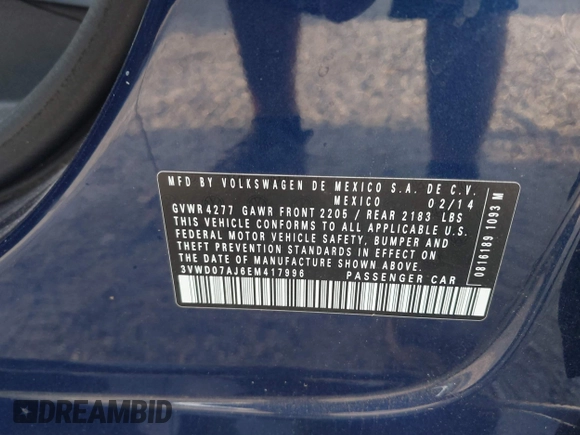 MFD BY VOLKSWAGEN DE MEXICO S.A. DE C.V.
MEXICO 02/14
GVWR 4277 GAWR FRONT 2205 / REAR 2183 LBS
THIS VEHICLE CONFORMS TO ALL APPLICABLE U.S.
FEDERAL MOTOR VEHICLE SAFETY, BUMPER AND
THEFT PREVENTION STANDARDS IN EFFECT ON
THE DATE OF MANUFACTURE SHOWN ABOVE.
3VWD07AJ6EM417996 PASSENGER CAR
0816189 1093 M
DREAMBID